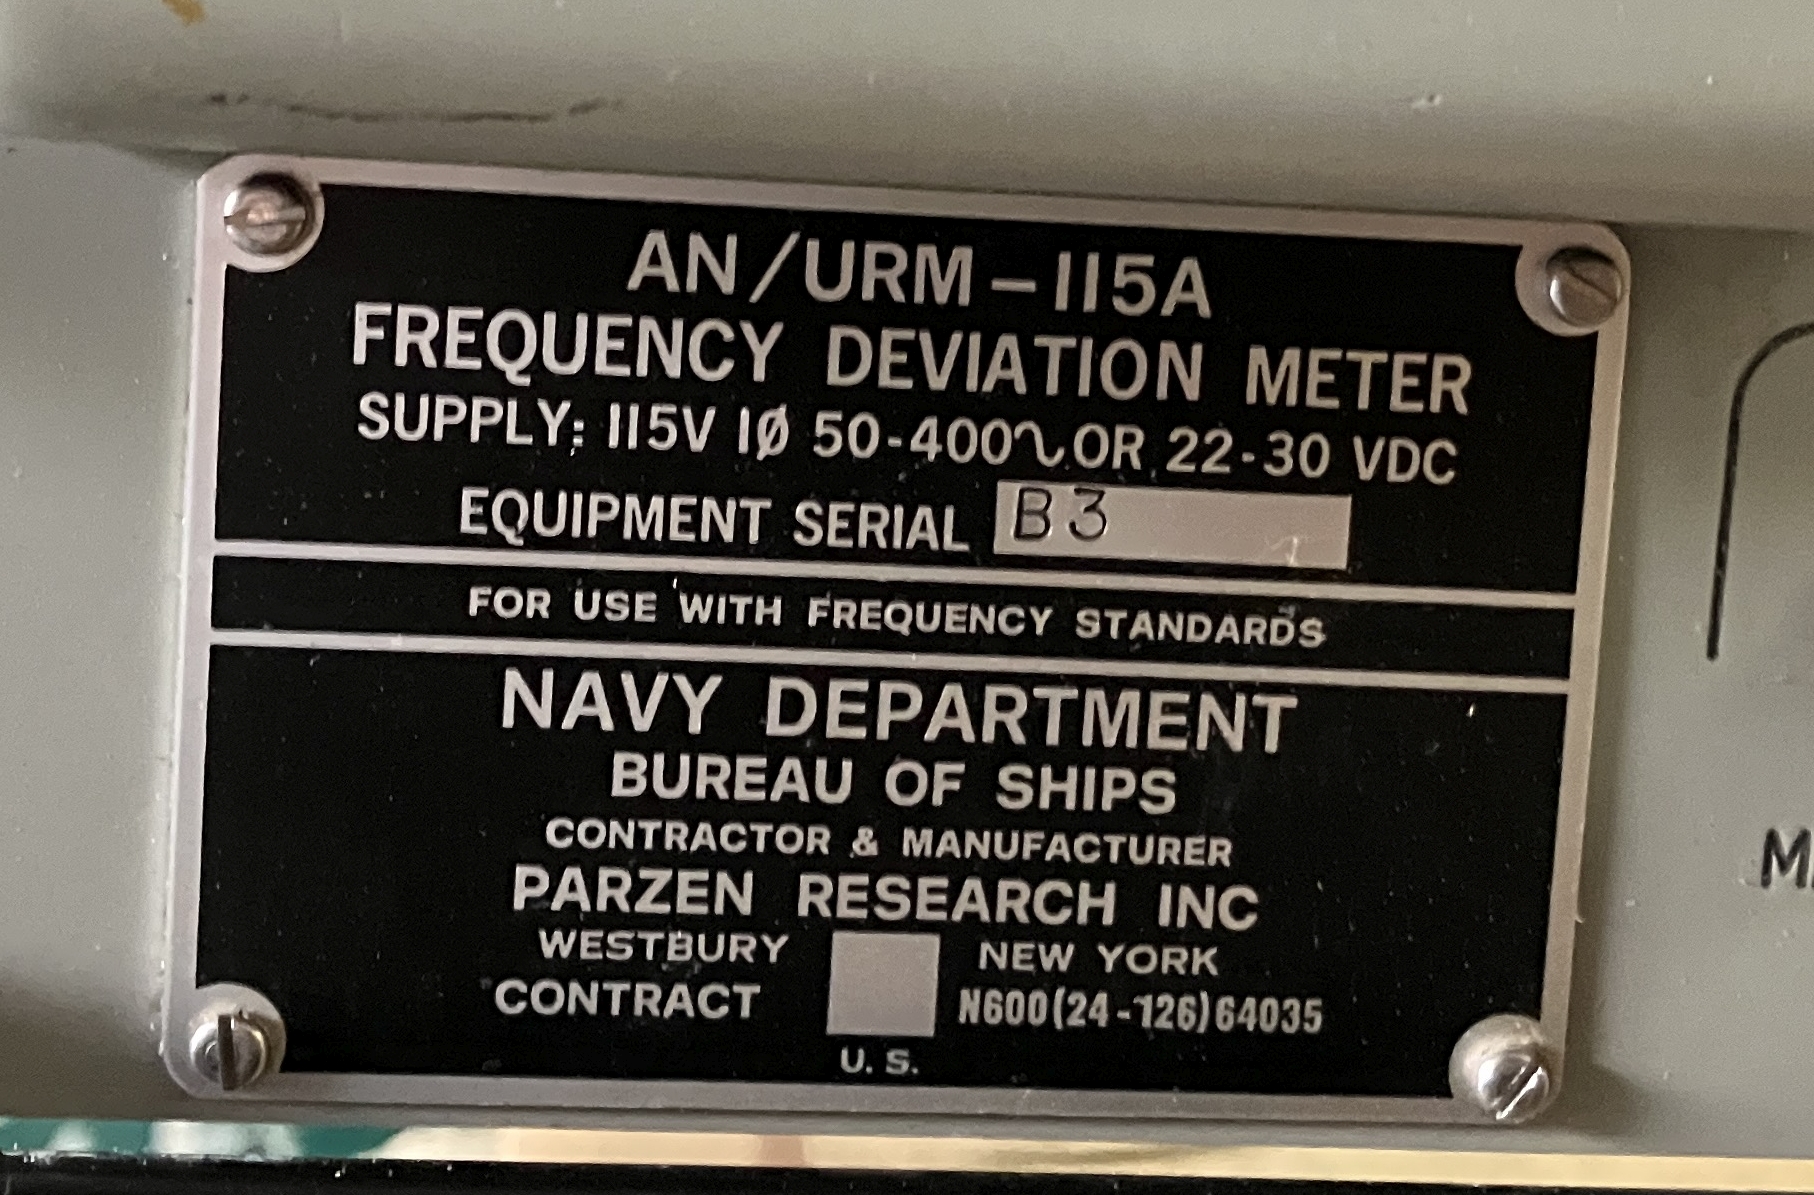 AN/URM-115A
FREQUENCY DEVIATION METER
SUPPLY: 115V 1Ø 50-400∿ OR 22-30 VDC
EQUIPMENT SERIAL B3
FOR USE WITH FREQUENCY STANDARDS
NAVY DEPARTMENT
BUREAU OF SHIPS
CONTRACTOR & MANUFACTURER
PARZEN RESEARCH INC
WESTBURY NEW YORK
CONTRACT N600(24-126)64035
U. S.